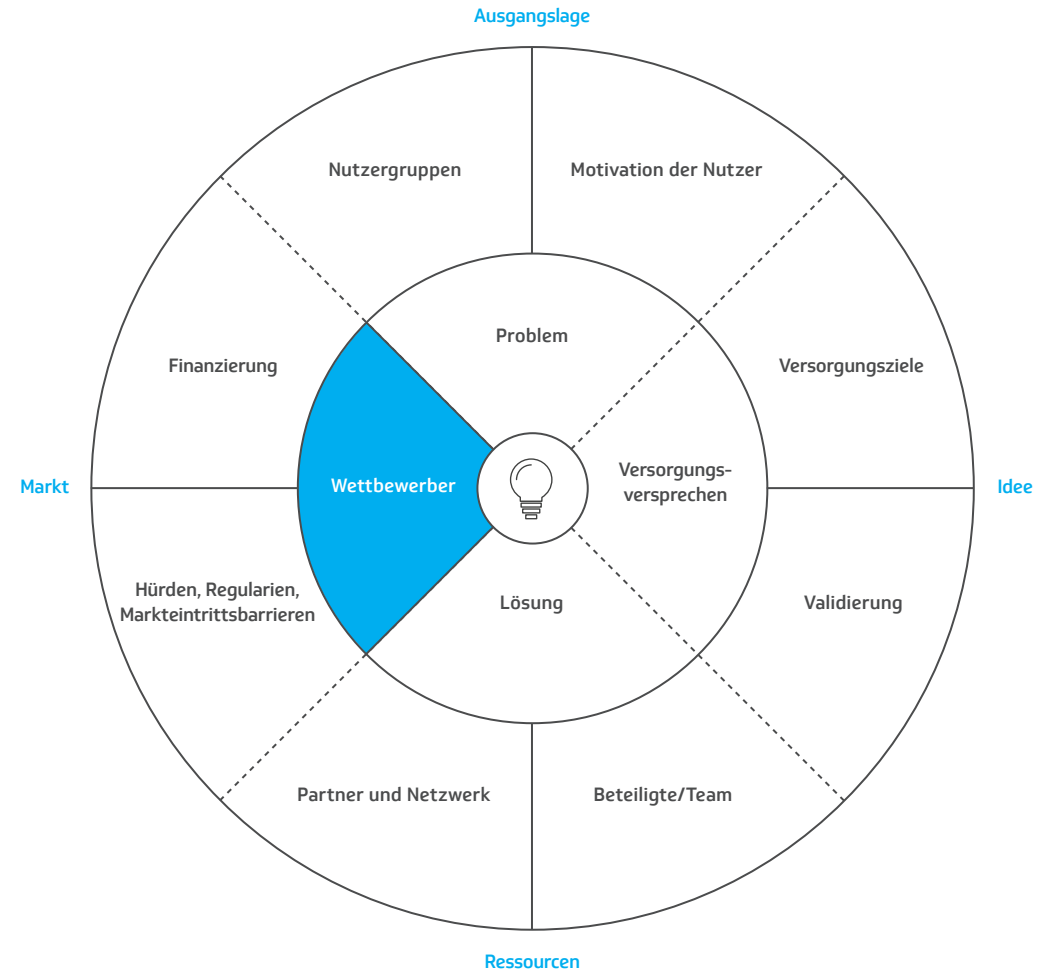 Ausgangslage
Nutzergruppen
Motivation der Nutzer
Problem
Finanzierung
Versorgungsziele
Markt
Wettbewerber
Versorgungs-
versprechen
Idee
Hürden, Regularien,
Markteintrittsbarrieren
Lösung
Validierung
Partner und Netzwerk
Beteiligte/Team
Ressourcen